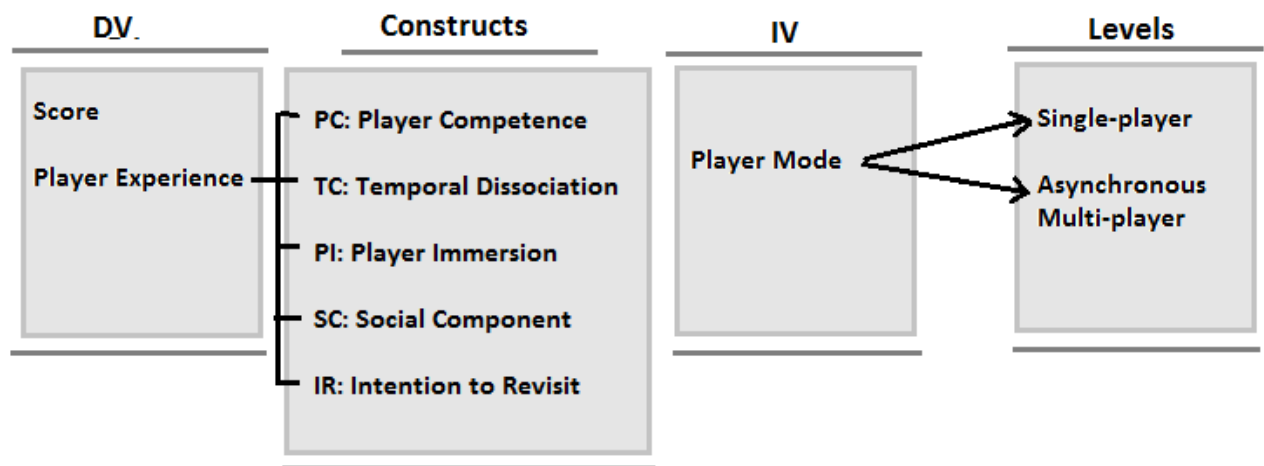 DV
Constructs
IV
Levels
Score
Player Experience
PC: Player Competence
TC: Temporal Dissociation
PI: Player Immersion
SC: Social Component
IR: Intention to Revisit
Player Mode
Single-player
Asynchronous
Multi-player